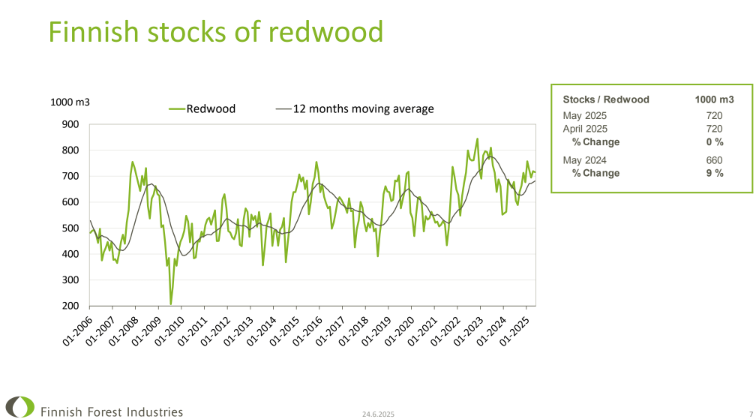 Finnish stocks of redwood
1000 m3
Redwood
12 months moving average
900
800
700
600
500
400
300
200
01-2006
01-2007
01-2008
01-2009
01-2010
01-2011
01-2012
01-2013
01-2014
01-2015
01-2016
01-2017
01-2018
01-2019
01-2020
01-2021
01-2022
01-2023
01-2024
01-2025
Stocks / Redwood 1000 m3
May 2025 720
April 2025 720
% Change 0 %
May 2024 660
% Change 9 %
Finnish Forest Industries
24.6.2025
7